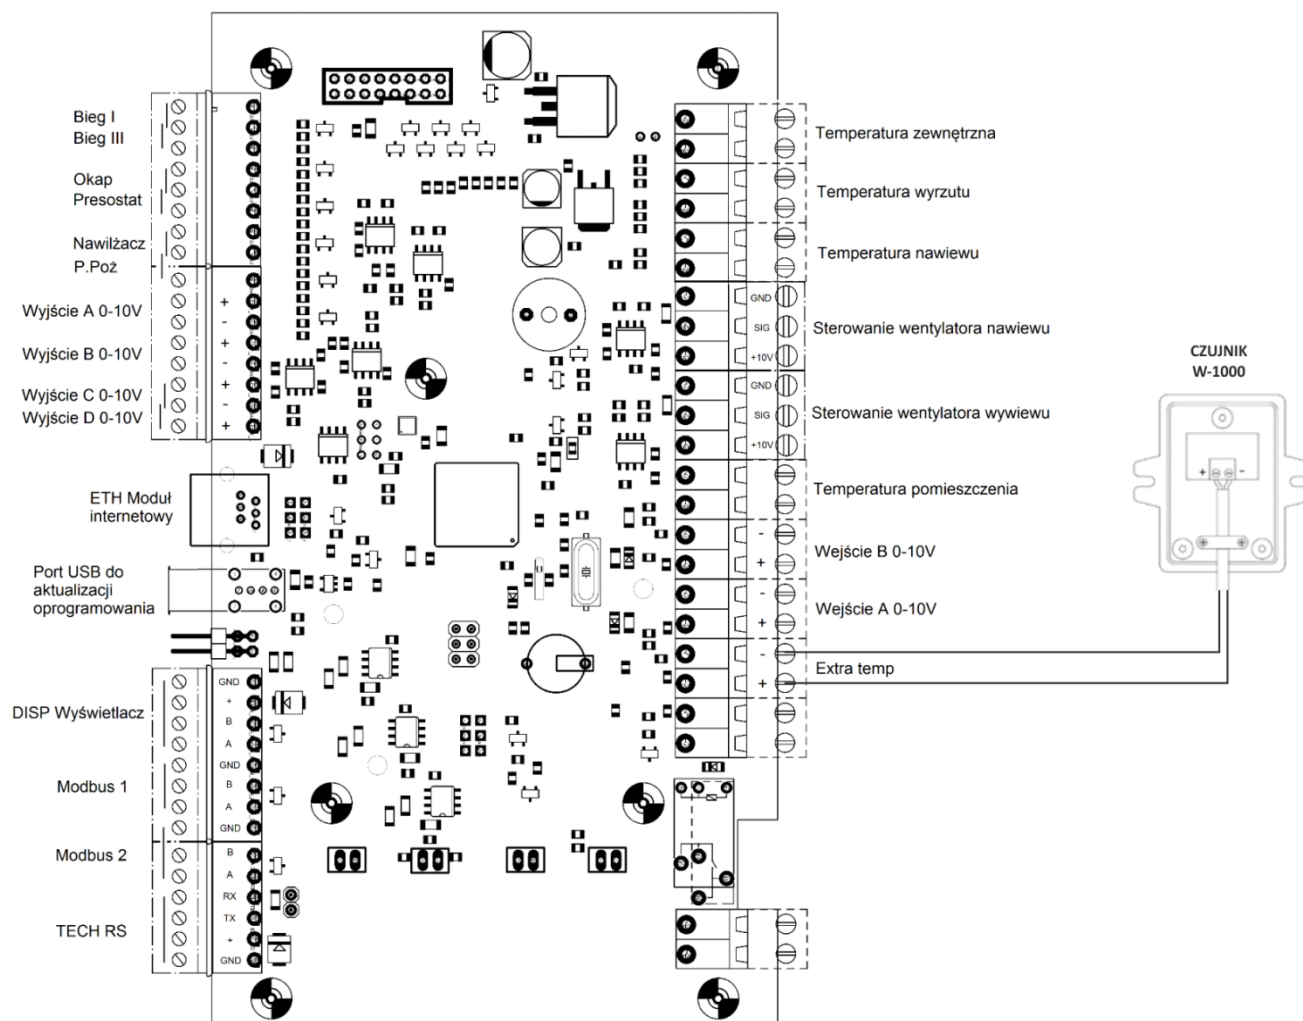 Bieg I
Bieg III
Okap
Presostat
Nawilżacz
P.Poż
+
Wyjście A 0-10V
-
+
Wyjście B 0-10V
-
+
Wyjście C 0-10V
-
Wyjście D 0-10V
+
ETH Moduł
internetowy
Port USB do
aktualizacji
oprogramowania
GND
+
DISP Wyświetlacz
B
A
GND
Modbus 1
B
A
GND
Modbus 2
B
A
RX
TX
TECH RS
+
GND
Temperatura zewnętrzna
Temperatura wyrzutu
Temperatura nawiewu
GND
SIG
Sterowanie wentylatora nawiewu
+10V
GND
SIG
Sterowanie wentylatora wywiewu
+10V
Temperatura pomieszczenia
-
Wejście B 0-10V
+
-
Wejście A 0-10V
+
-
Extra temp
+
CZUJNIK
W-1000
+ -